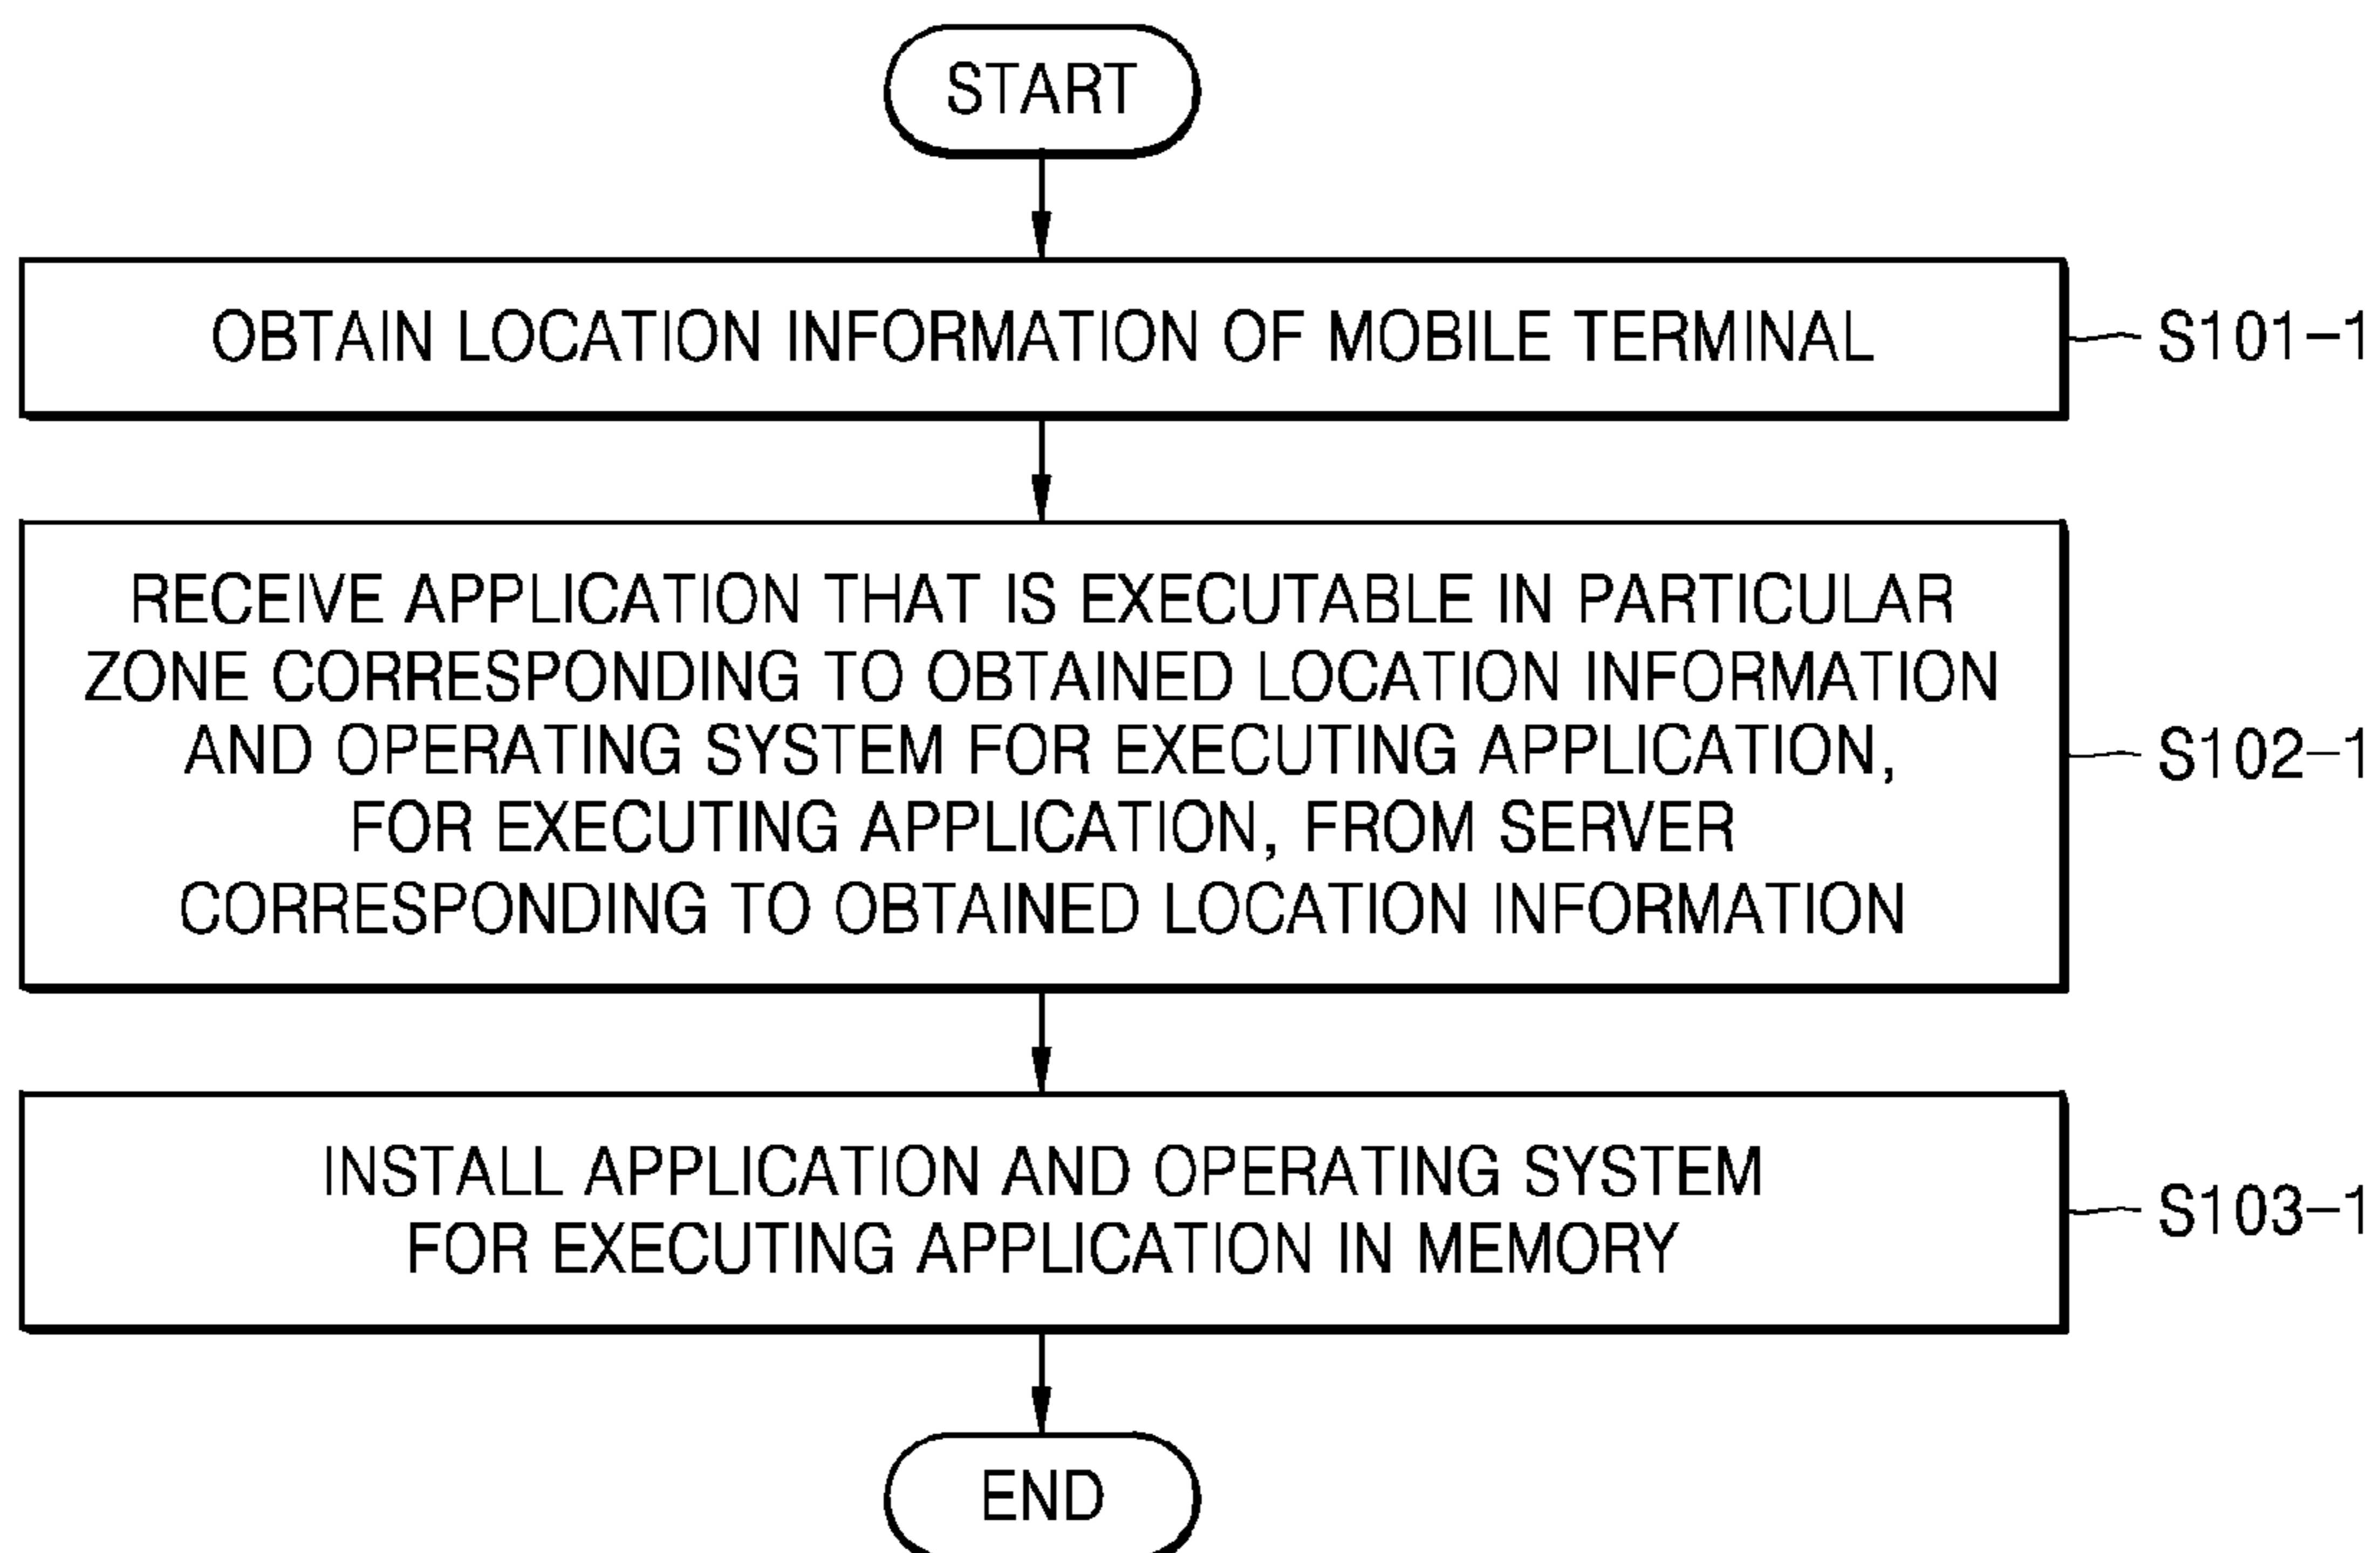 START
OBTAIN LOCATION INFORMATION OF MOBILE TERMINAL
S101-1
RECEIVE APPLICATION THAT IS EXECUTABLE IN PARTICULAR
ZONE CORRESPONDING TO OBTAINED LOCATION INFORMATION
AND OPERATING SYSTEM FOR EXECUTING APPLICATION,
FOR EXECUTING APPLICATION, FROM SERVER
CORRESPONDING TO OBTAINED LOCATION INFORMATION
S102-1
INSTALL APPLICATION AND OPERATING SYSTEM
FOR EXECUTING APPLICATION IN MEMORY
S103-1
END